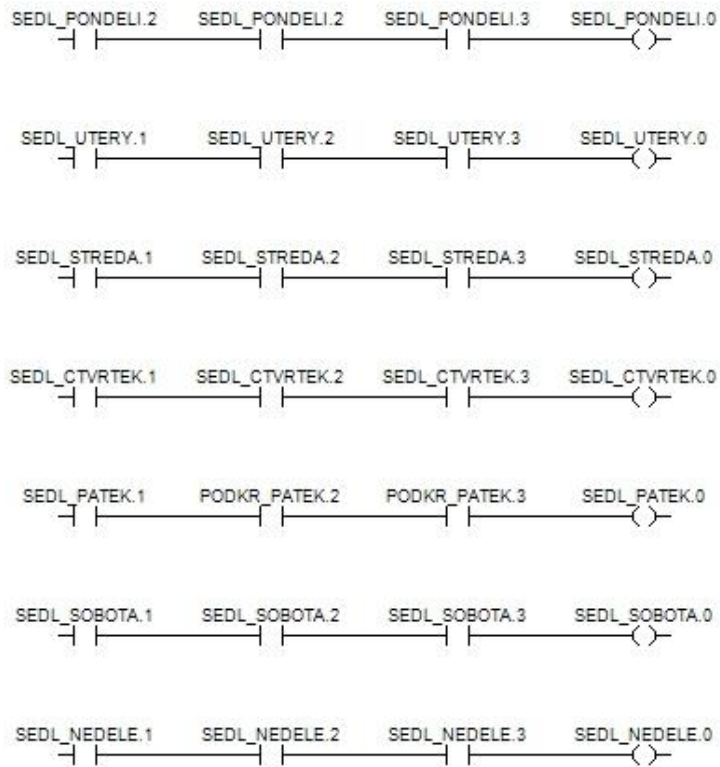 SEDL_PONDELI.2 SEDL_PONDELI.2 SEDL_PONDELI.3 SEDL_PONDELI.0
SEDL_UTERY.1 SEDL_UTERY.2 SEDL_UTERY.3 SEDL_UTERY.0
SEDL_STREDA.1 SEDL_STREDA.2 SEDL_STREDA.3 SEDL_STREDA.0
SEDL_CTVRTEK.1 SEDL_CTVRTEK.2 SEDL_CTVRTEK.3 SEDL_CTVRTEK.0
SEDL_PATEK.1 PODKR_PATEK.2 PODKR_PATEK.3 SEDL_PATEK.0
SEDL_SOBOTA.1 SEDL_SOBOTA.2 SEDL_SOBOTA.3 SEDL_SOBOTA.0
SEDL_NEDELE.1 SEDL_NEDELE.2 SEDL_NEDELE.3 SEDL_NEDELE.0